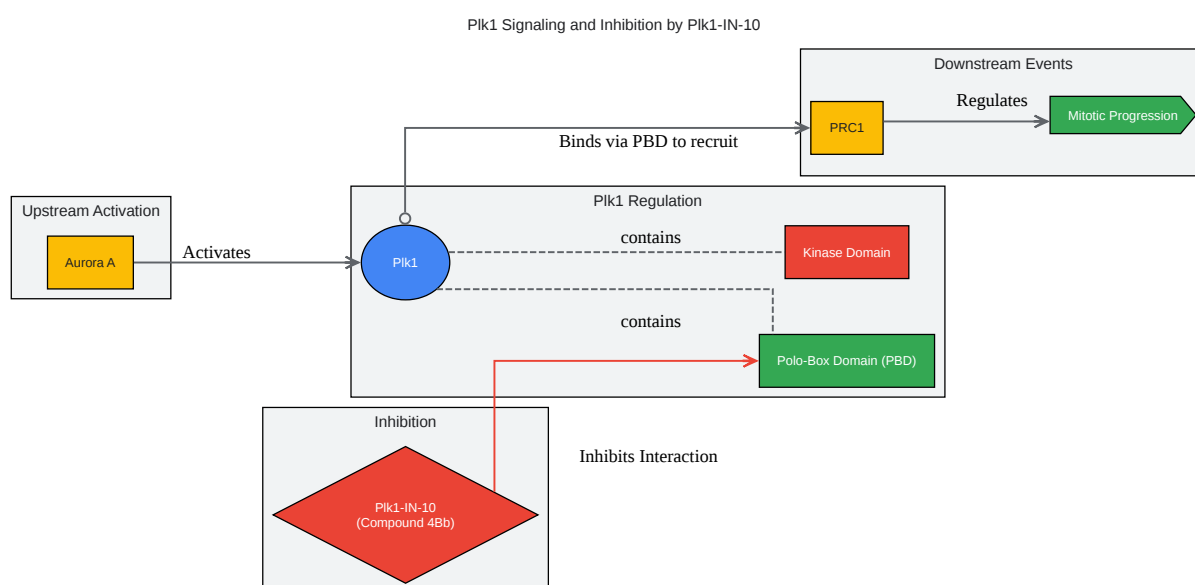 Plk1 Signaling and Inhibition by Plk1-IN-10
Downstream Events
PRC1
Regulates
Mitotic Progression
Binds via PBD to recruit
Upstream Activation
Aurora A
Activates
Plk1 Regulation
Plk1
contains
Kinase Domain
contains
Polo-Box Domain (PBD)
Inhibition
Inhibits Interaction
Plk1-IN-10
(Compound 4Bb)